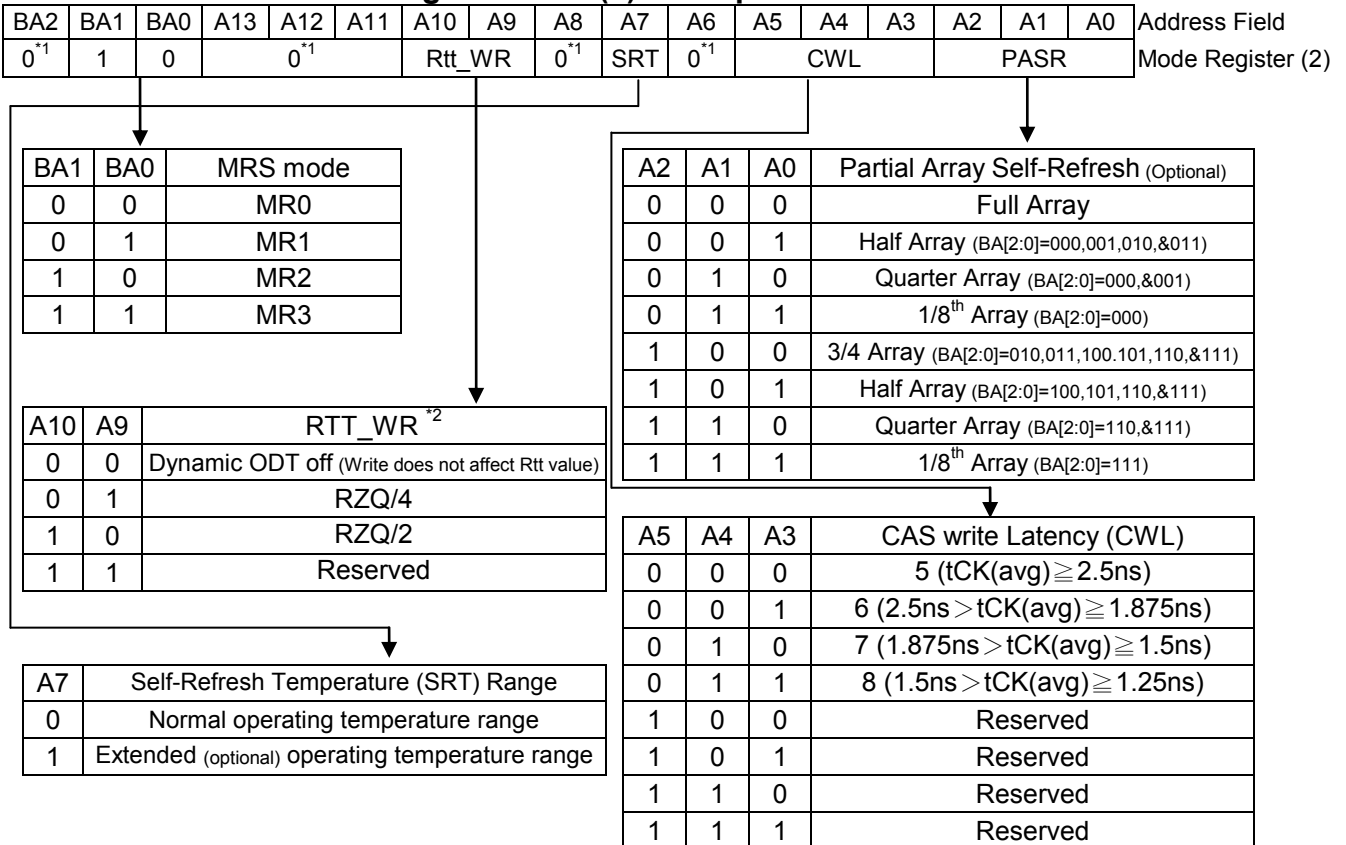 BA2 BA1 BA0 A13 A12 A11 A10 A9 A8 A7 A6 A5 A4 A3 A2 A1 A0 Address Field
0*1 1 0 0*1 Rtt_WR 0*1 SRT 0*1 CWL PASR Mode Register (2)
BA1 BA0 MRS mode
0 0 MR0
0 1 MR1
1 0 MR2
1 1 MR3
A10 A9 RTT_WR *2
0 0 Dynamic ODT off (Write does not affect Rtt value)
0 1 RZQ/4
1 0 RZQ/2
1 1 Reserved
A7 Self-Refresh Temperature (SRT) Range
0 Normal operating temperature range
1 Extended (optional) operating temperature range
A2 A1 A0 Partial Array Self-Refresh (Optional)
0 0 0 Full Array
0 0 1 Half Array (BA[2:0]=000,001,010,&011)
0 1 0 Quarter Array (BA[2:0]=000,&001)
0 1 1 1/8th Array (BA[2:0]=000)
1 0 0 3/4 Array (BA[2:0]=010,011,100.101,110,&111)
1 0 1 Half Array (BA[2:0]=100,101,110,&111)
1 1 0 Quarter Array (BA[2:0]=110,&111)
1 1 1 1/8th Array (BA[2:0]=111)
A5 A4 A3 CAS write Latency (CWL)
0 0 0 5 (tCK(avg)≧2.5ns)
0 0 1 6 (2.5ns>tCK(avg)≧1.875ns)
0 1 0 7 (1.875ns>tCK(avg)≧1.5ns)
0 1 1 8 (1.5ns>tCK(avg)≧1.25ns)
1 0 0 Reserved
1 0 1 Reserved
1 1 0 Reserved
1 1 1 Reserved